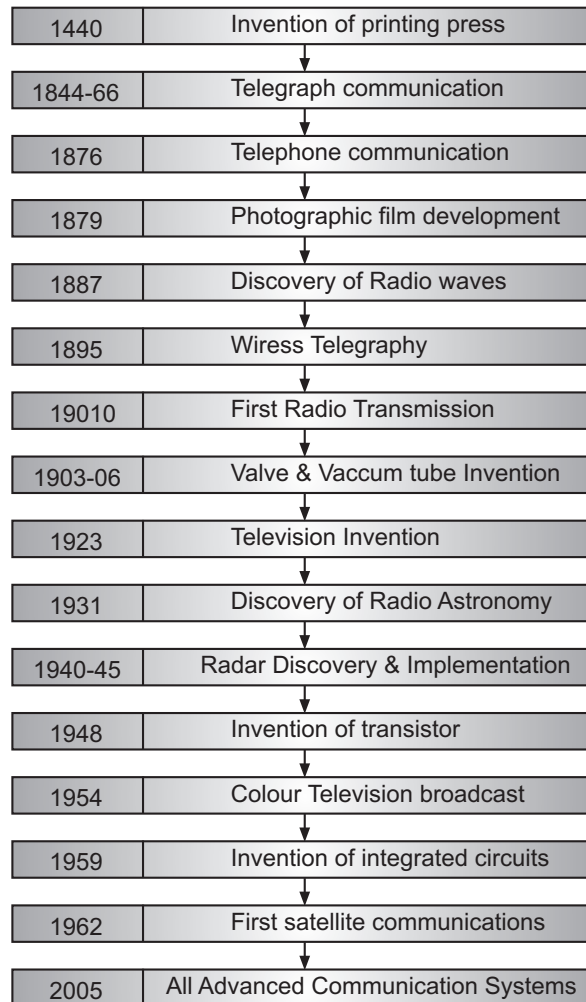 1440 Invention of printing press
1844-66 Telegraph communication
1876 Telephone communication
1879 Photographic film development
1887 Discovery of Radio waves
1895 Wiress Telegraphy
19010 First Radio Transmission
1903-06 Valve & Vaccum tube Invention
1923 Television Invention
1931 Discovery of Radio Astronomy
1940-45 Radar Discovery & Implementation
1948 Invention of transistor
1954 Colour Television broadcast
1959 Invention of integrated circuits
1962 First satellite communications
2005 All Advanced Communication Systems